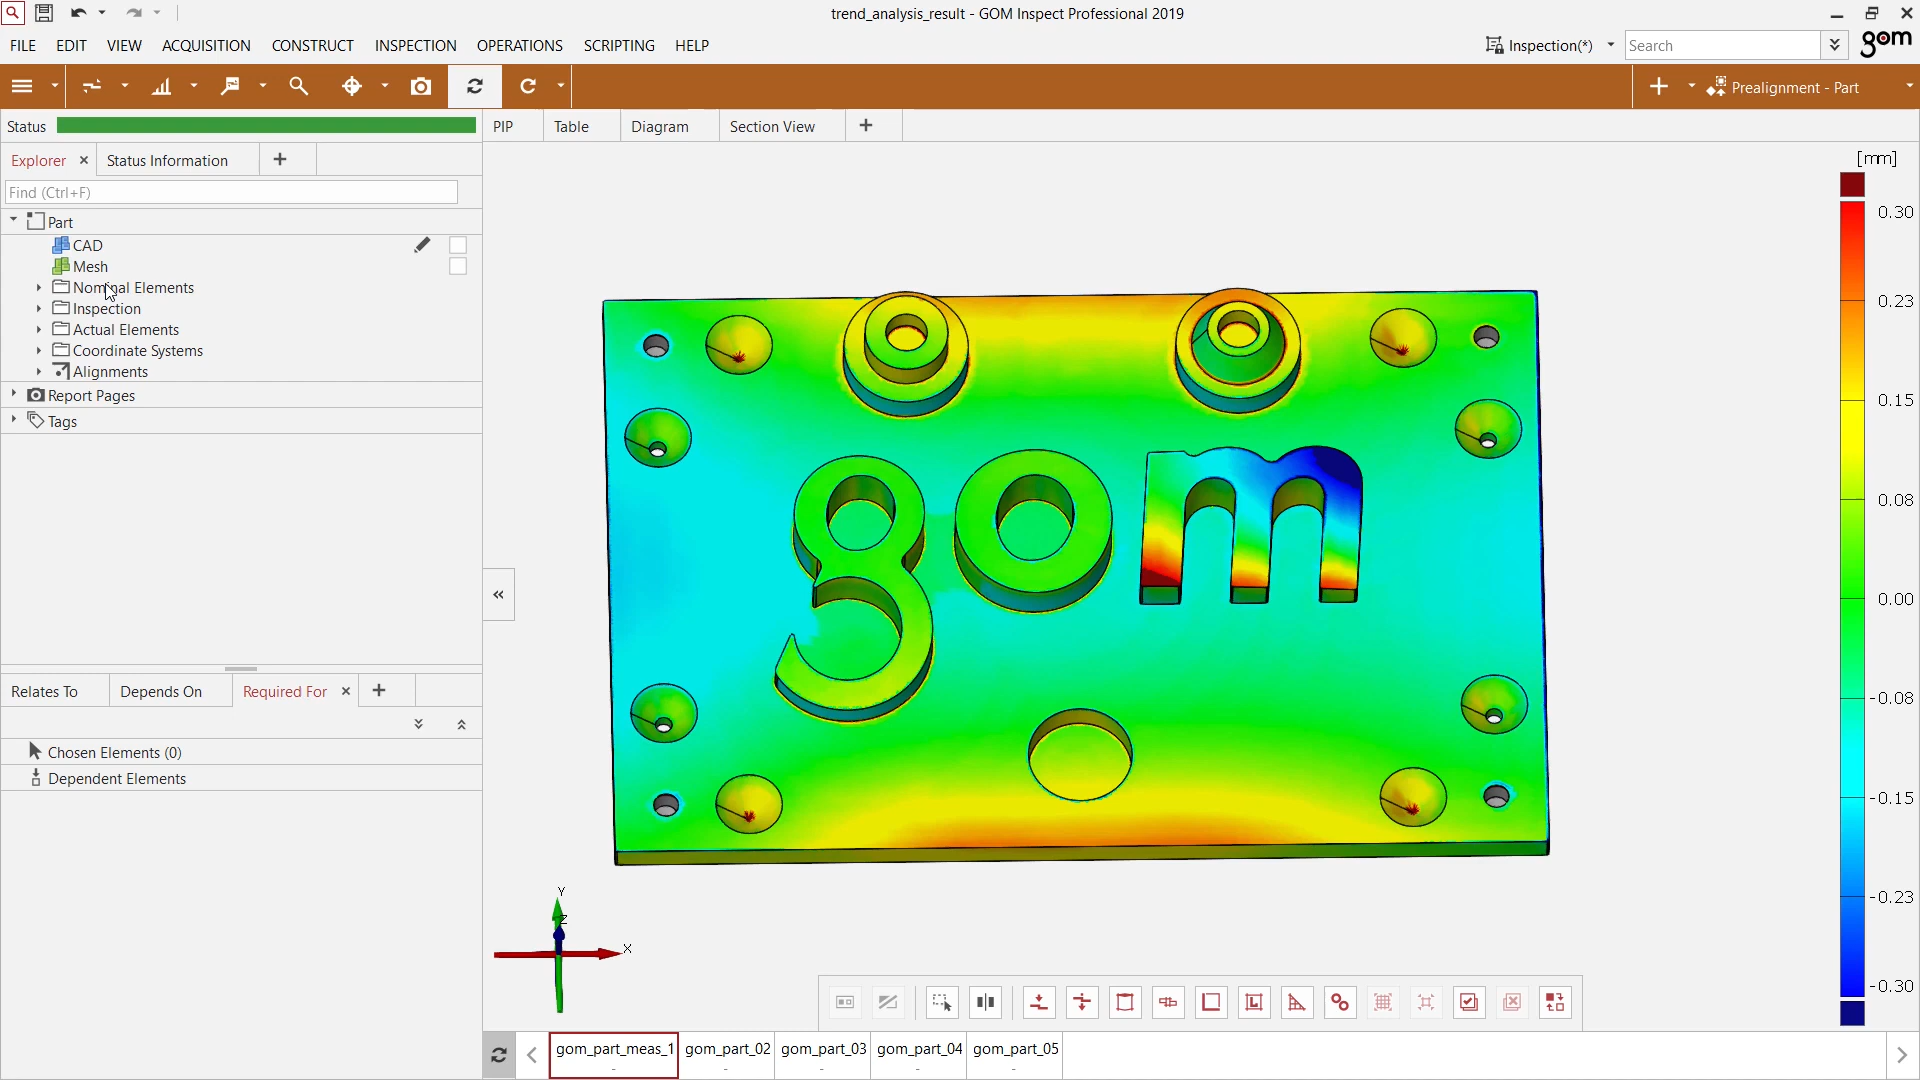 trend_analysis_result - GOM Inspect Professional 2019
FILE EDIT VIEW ACQUISITION CONSTRUCT INSPECTION OPERATIONS SCRIPTING HELP
Inspection(*)
Search
gom
Prealignment - Part
Status
PIP
Table
Diagram
Section View
Explorer
Status Information
Find (Ctrl+F)
Part
CAD
Mesh
Nominal Elements
Inspection
Actual Elements
Coordinate Systems
Alignments
Report Pages
Tags
Relates To
Depends On
Required For
Chosen Elements (0)
Dependent Elements
[mm]
0.30
0.23
0.15
0.08
0.00
-0.08
-0.15
-0.23
-0.30
gom
Y
Z
X
gom_part_meas_1
-
gom_part_02
-
gom_part_03
-
gom_part_04
-
gom_part_05
-